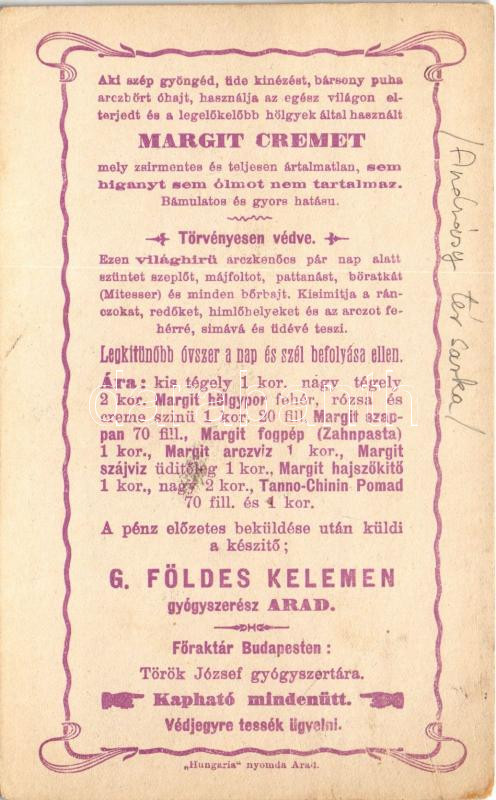 Aki szép gyöngéd, üde kinézést, bársony puha
arczbőrt óhajt, használja az egész világon el-
terjedt és a legelőkelőbb hölgyek által használt
MARGIT CREMET
mely zsirmentes és teljesen ártalmatlan, sem
higanyt sem ólmot nem tartalmaz.
Bámulatos és gyors hatásu.
Törvényesen védve.
Ezen világhirü arczkenőcs pár nap alatt
szüntet szeplőt, májfoltot, pattanást, bőratkát
(Mitesser) és minden bőrbajt. Kisimitja a rán-
czokat, redőket, himlőhelyeket és az arczot fe-
hérré, simává és üdévé teszi.
Legkitünőbb óvszer a nap és szél befolyása ellen.
Ára: kis tégely 1 kor. nagy tégely
2 kor. Margit hölgypor fehér, rózsa és
creme szinü 1 kor. 20 fill. Margit szap-
pan 70 fill., Margit fogpép (Zahnpasta)
1 kor., Margit arczviz 1 kor., Margit
szájviz üditőleg 1 kor., Margit hajszőkitő
1 kor., nagy 2 kor., Tanno-Chinin Pomad
70 fill. és 1 kor.
A pénz előzetes beküldése után küldi
a készitő;
G. FÖLDES KELEMEN
gyógyszerész ARAD.
Főraktár Budapesten:
Török József gyógyszertára.
Kapható mindenütt.
Védjegyre tessék ügyelni.
„Hungaria" nyomda Arad.
/Andrássy tér sarka/